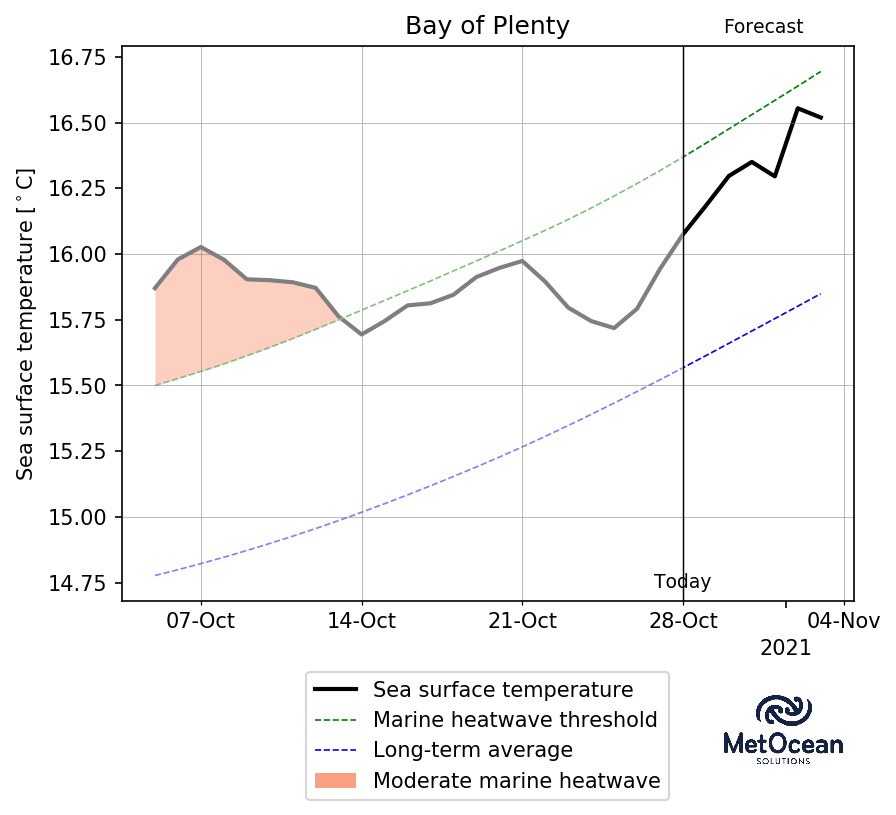 Bay of Plenty
Forecast
Sea surface temperature [°C]
16.75
16.50
16.25
16.00
15.75
15.50
15.25
15.00
14.75
Today
07-Oct 14-Oct 21-Oct 28-Oct 04-Nov
2021
Sea surface temperature
Marine heatwave threshold
Long-term average
Moderate marine heatwave
MetOcean
SOLUTIONS